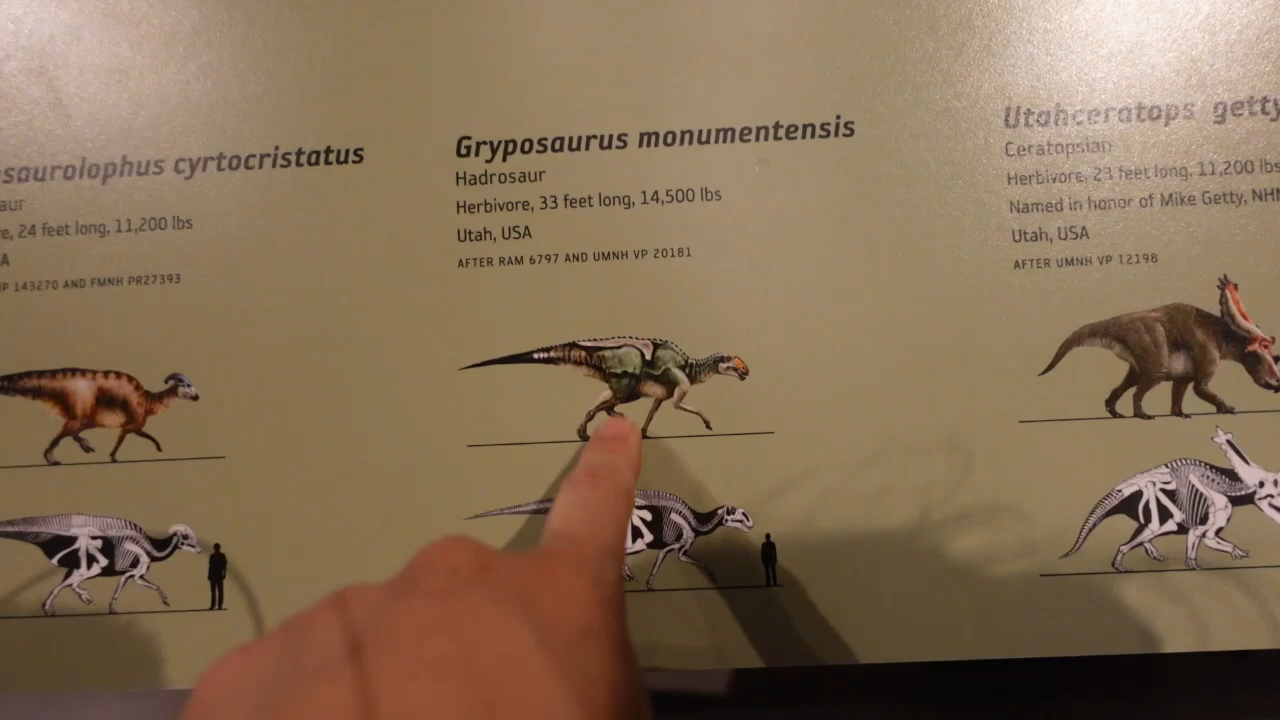 saurolophus cyrtocristatus
aur
e, 24 feet long, 11,200 lbs
A
P 143270 AND FMNH PR27393
Gryposaurus monumentensis
Hadrosaur
Herbivore, 33 feet long, 14,500 lbs
Utah, USA
AFTER RAM 6797 AND UMNH VP 20181
Utahceratops getty
Ceratopsian
Herbivore, 23 feet long, 11,200 lbs
Named in honor of Mike Getty, NH
Utah, USA
AFTER UMNH VP 12198